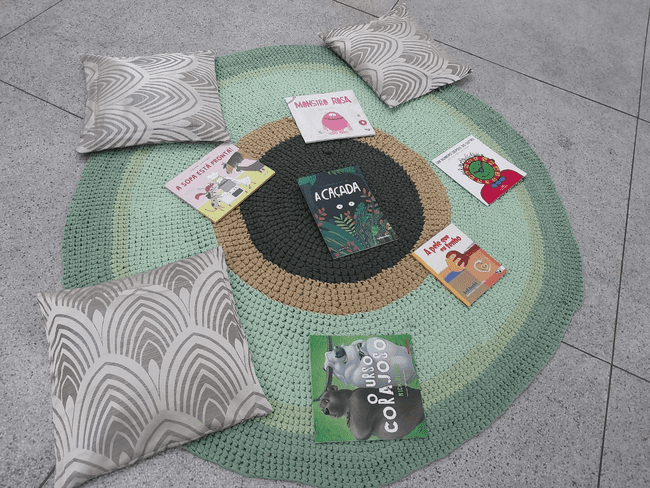 MONSTRO ROSA
A SOPA ESTÁ PRONTA!
A CAÇADA
A pele que
eu tenho
O URSO
CORAJOSO